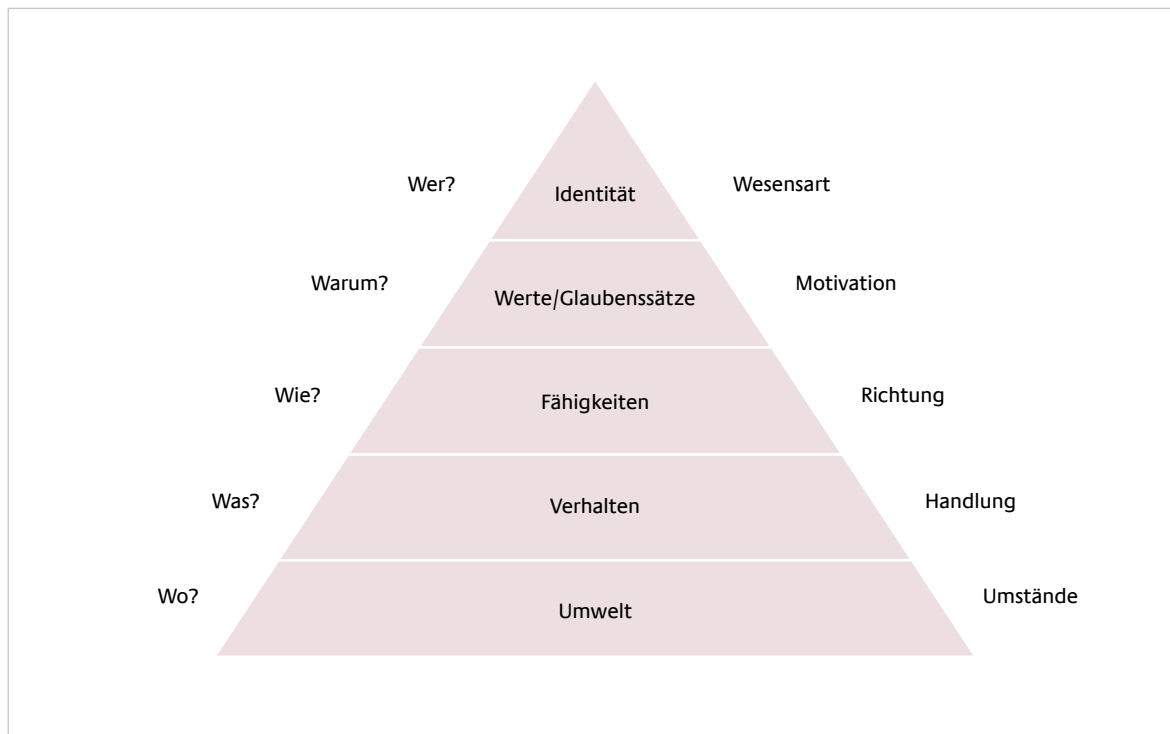 Wer?
Identität
Wesensart
Warum?
Werte/Glaubenssätze
Motivation
Wie?
Fähigkeiten
Richtung
Was?
Verhalten
Handlung
Wo?
Umwelt
Umstände